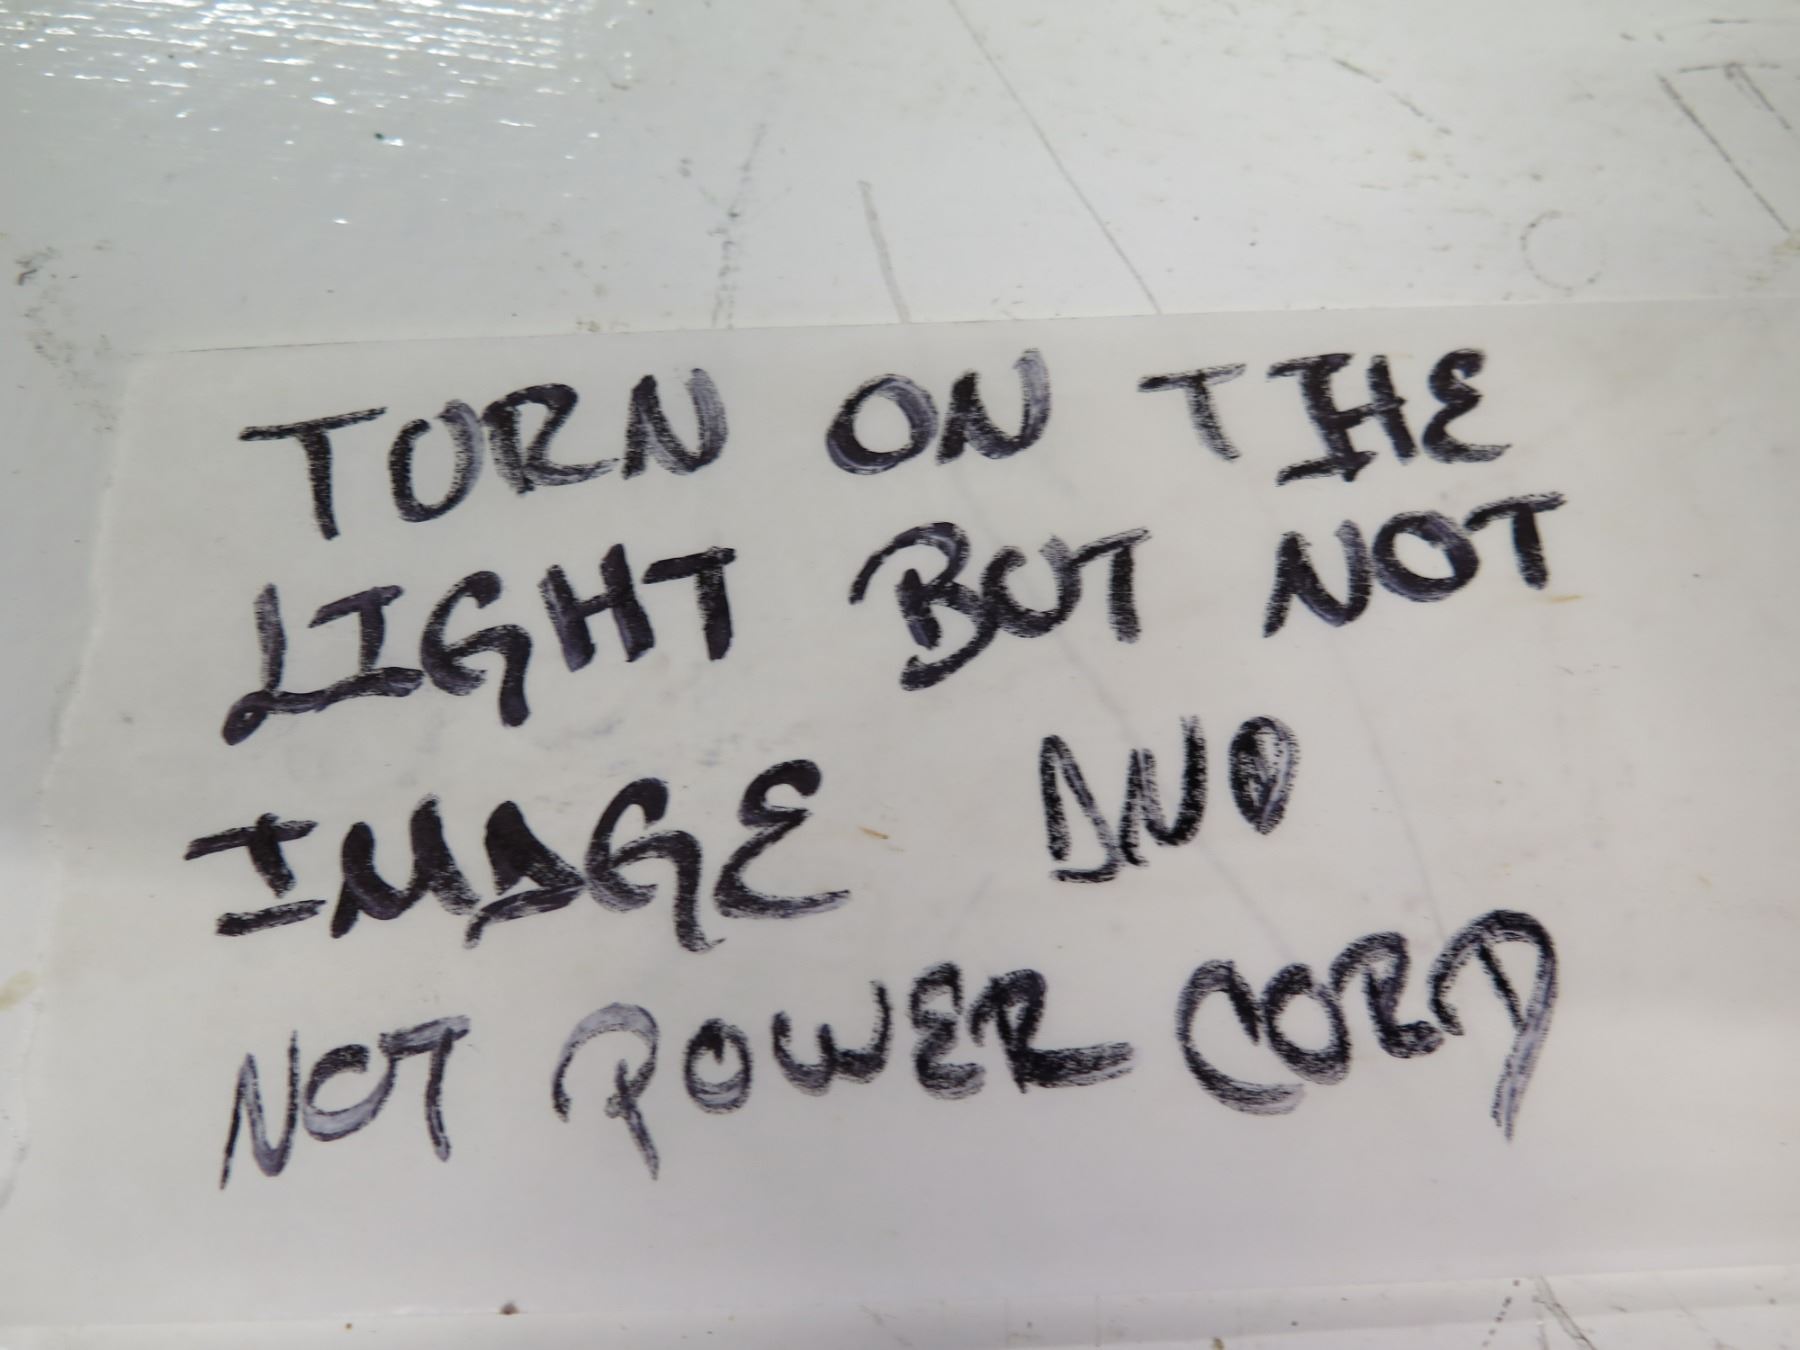 TORN ON THE
LIGHT BUT NOT
IMAGE AND
NOT POWER CORD